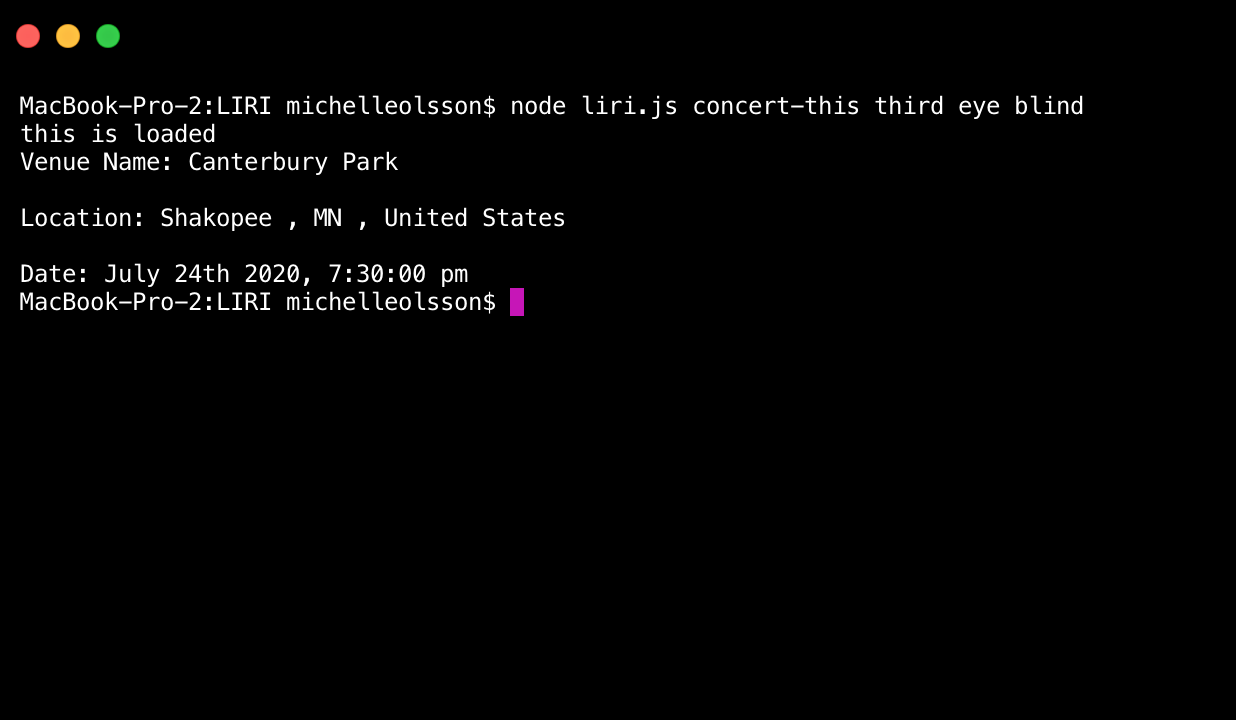 MacBook-Pro-2:LIRI michelleolsson$ node liri.js concert-this third eye blind
this is loaded
Venue Name: Canterbury Park
Location: Shakopee , MN , United States
Date: July 24th 2020, 7:30:00 pm
MacBook-Pro-2:LIRI michelleolsson$